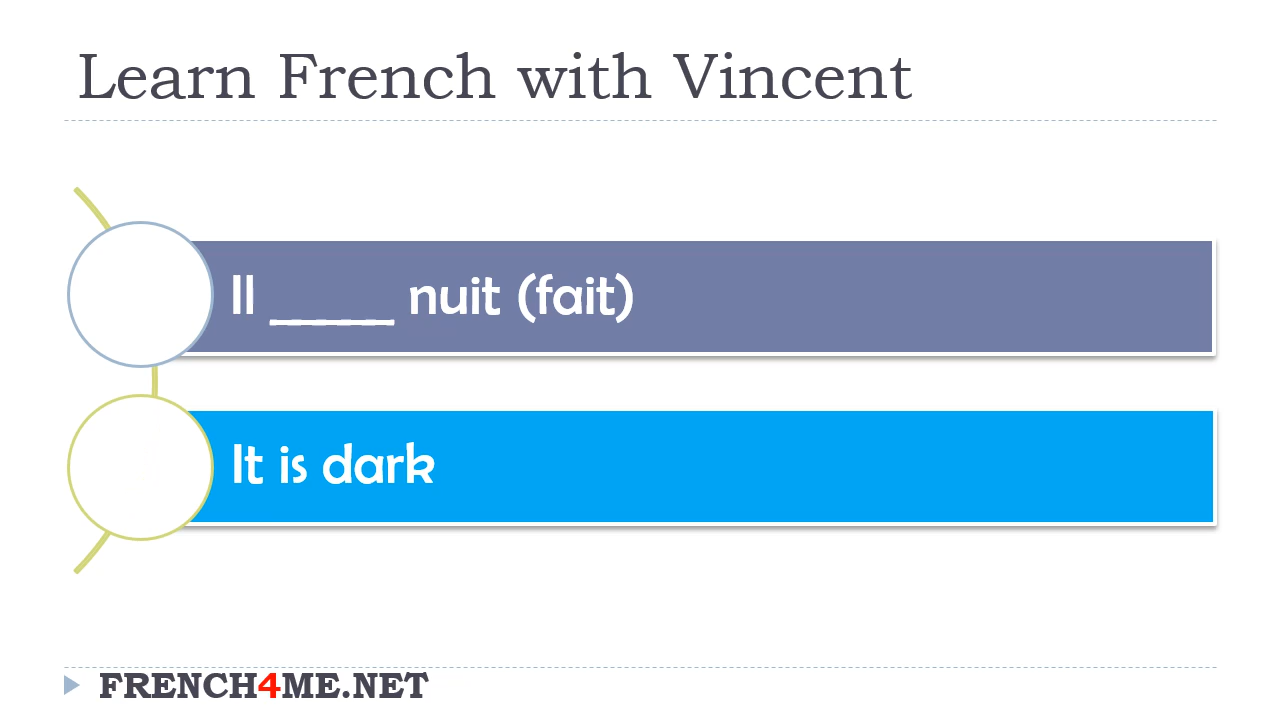 Learn French with Vincent
Il _____ nuit (fait)
It is dark
FRENCH4ME.NET